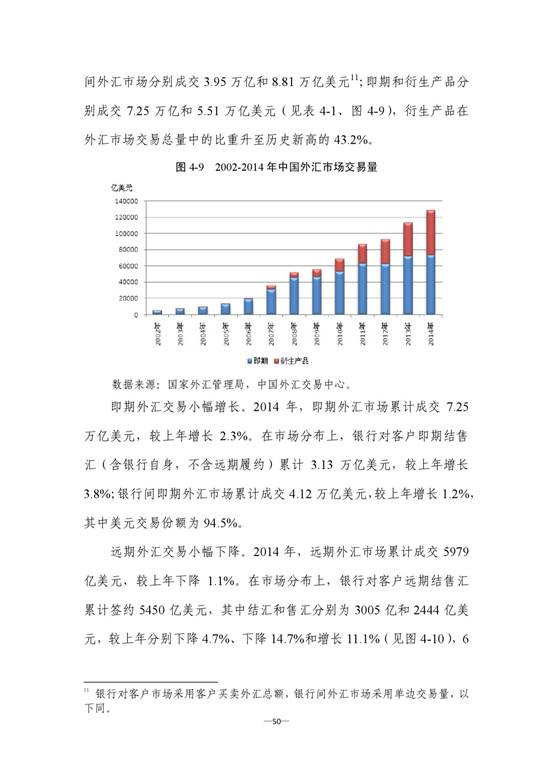 间外汇市场分别成交 3.95 万亿和 8.81 万亿美元11；即期和衍生产品分
别成交 7.25 万亿和 5.51 万亿美元（见表 4-1、图 4-9），衍生产品在
外汇市场交易总量中的比重升至历史新高的 43.2%。
图 4-9 2002-2014 年中国外汇市场交易量
亿美元
140000
120000
100000
80000
60000
40000
20000
0
2002年 2003年 2004年 2005年 2006年 2007年 2008年 2009年 2010年 2011年 2012年 2013年 2014年
即期 衍生产品
数据来源：国家外汇管理局，中国外汇交易中心。
即期外汇交易小幅增长。2014 年，即期外汇市场累计成交 7.25
万亿美元，较上年增长 2.3%。在市场分布上，银行对客户即期结售
汇（含银行自身，不含远期履约）累计 3.13 万亿美元，较上年增长
3.8%；银行间即期外汇市场累计成交 4.12 万亿美元，较上年增长 1.2%，
其中美元交易份额为 94.5%。
远期外汇交易小幅下降。2014 年，远期外汇市场累计成交 5979
亿美元，较上年下降 1.1%。在市场分布上，银行对客户远期结售汇
累计签约 5450 亿美元，其中结汇和售汇分别为 3005 亿和 2444 亿美
元，较上年分别下降 4.7%、下降 14.7%和增长 11.1%（见图 4-10），6
11 银行对客户市场采用客户买卖外汇总额，银行间外汇市场采用单边交易量，以
下同。
—50—